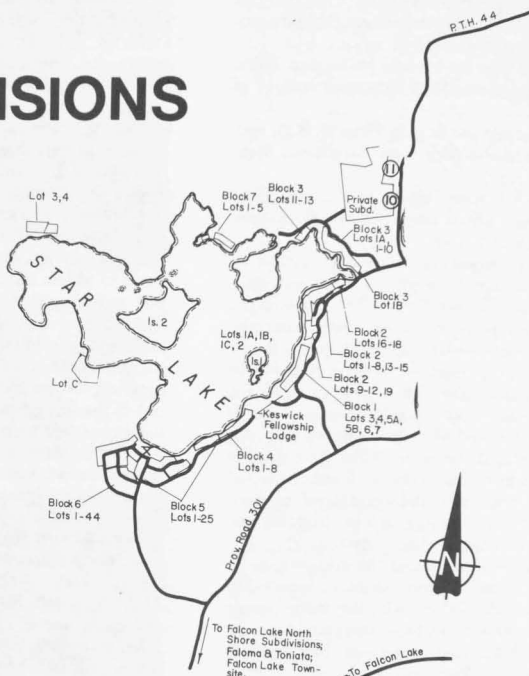 P.T.H. 44
ISIONS
11
10
Private
Subd.
Lot 3,4
Block 7
Lots 1-5
Block 3
Lots 11-13
Block 3
Lots 1A,
1-10
Block 3
Lot 1B
STAR
LAKE
Is. 2
Lots 1A, 1B,
1C, 2
Is. 1
Block 2
Lots 16-18
Block 2
Lots 1-8, 13-15
Block 2
Lots 9-12, 19
Block 1
Lots 3,4,5A,
5B, 6, 7
Lot C
Keswick
Fellowship
Lodge
Block 4
Lots 1-8
Block 5
Lots 1-25
Block 6
Lots 1-44
Prov. Road 301
N
To Falcon Lake North
Shore Subdivisions;
Faloma & Toniata;
Falcon Lake Town-
site
To Falcon Lake